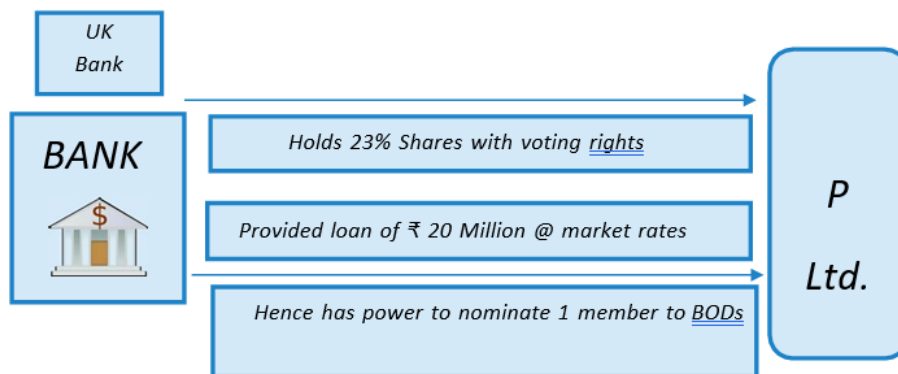 UK
Bank
BANK
$
Holds 23% Shares with voting rights
Provided loan of ₹ 20 Million @ market rates
Hence has power to nominate 1 member to BODs
P
Ltd.